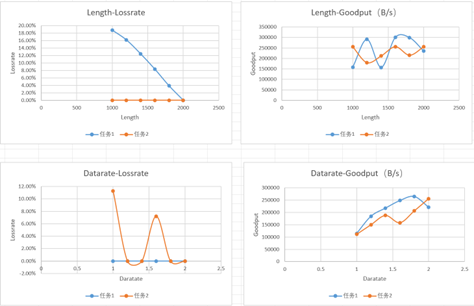 Length-Lossrate
20.00%
18.00%
16.00%
14.00%
12.00%
10.00%
8.00%
6.00%
4.00%
2.00%
0.00%
Lossrate
0 500 1000 1500 2000 2500
Length
任务1 任务2
Length-Goodput（B/s）
350000
300000
250000
200000
150000
100000
50000
0
Goodput
0 500 1000 1500 2000 2500
Length
任务1 任务2
Datarate-Lossrate
12.00%
10.00%
8.00%
6.00%
4.00%
2.00%
0.00%
-2.00%
Lossrate
0 0.5 1 1.5 2 2.5
Daratate
任务1 任务2
Datarate-Goodput（B/s）
300000
250000
200000
150000
100000
50000
0
Goodput
0 0.5 1 1.5 2 2.5
Daratate
任务1 任务2